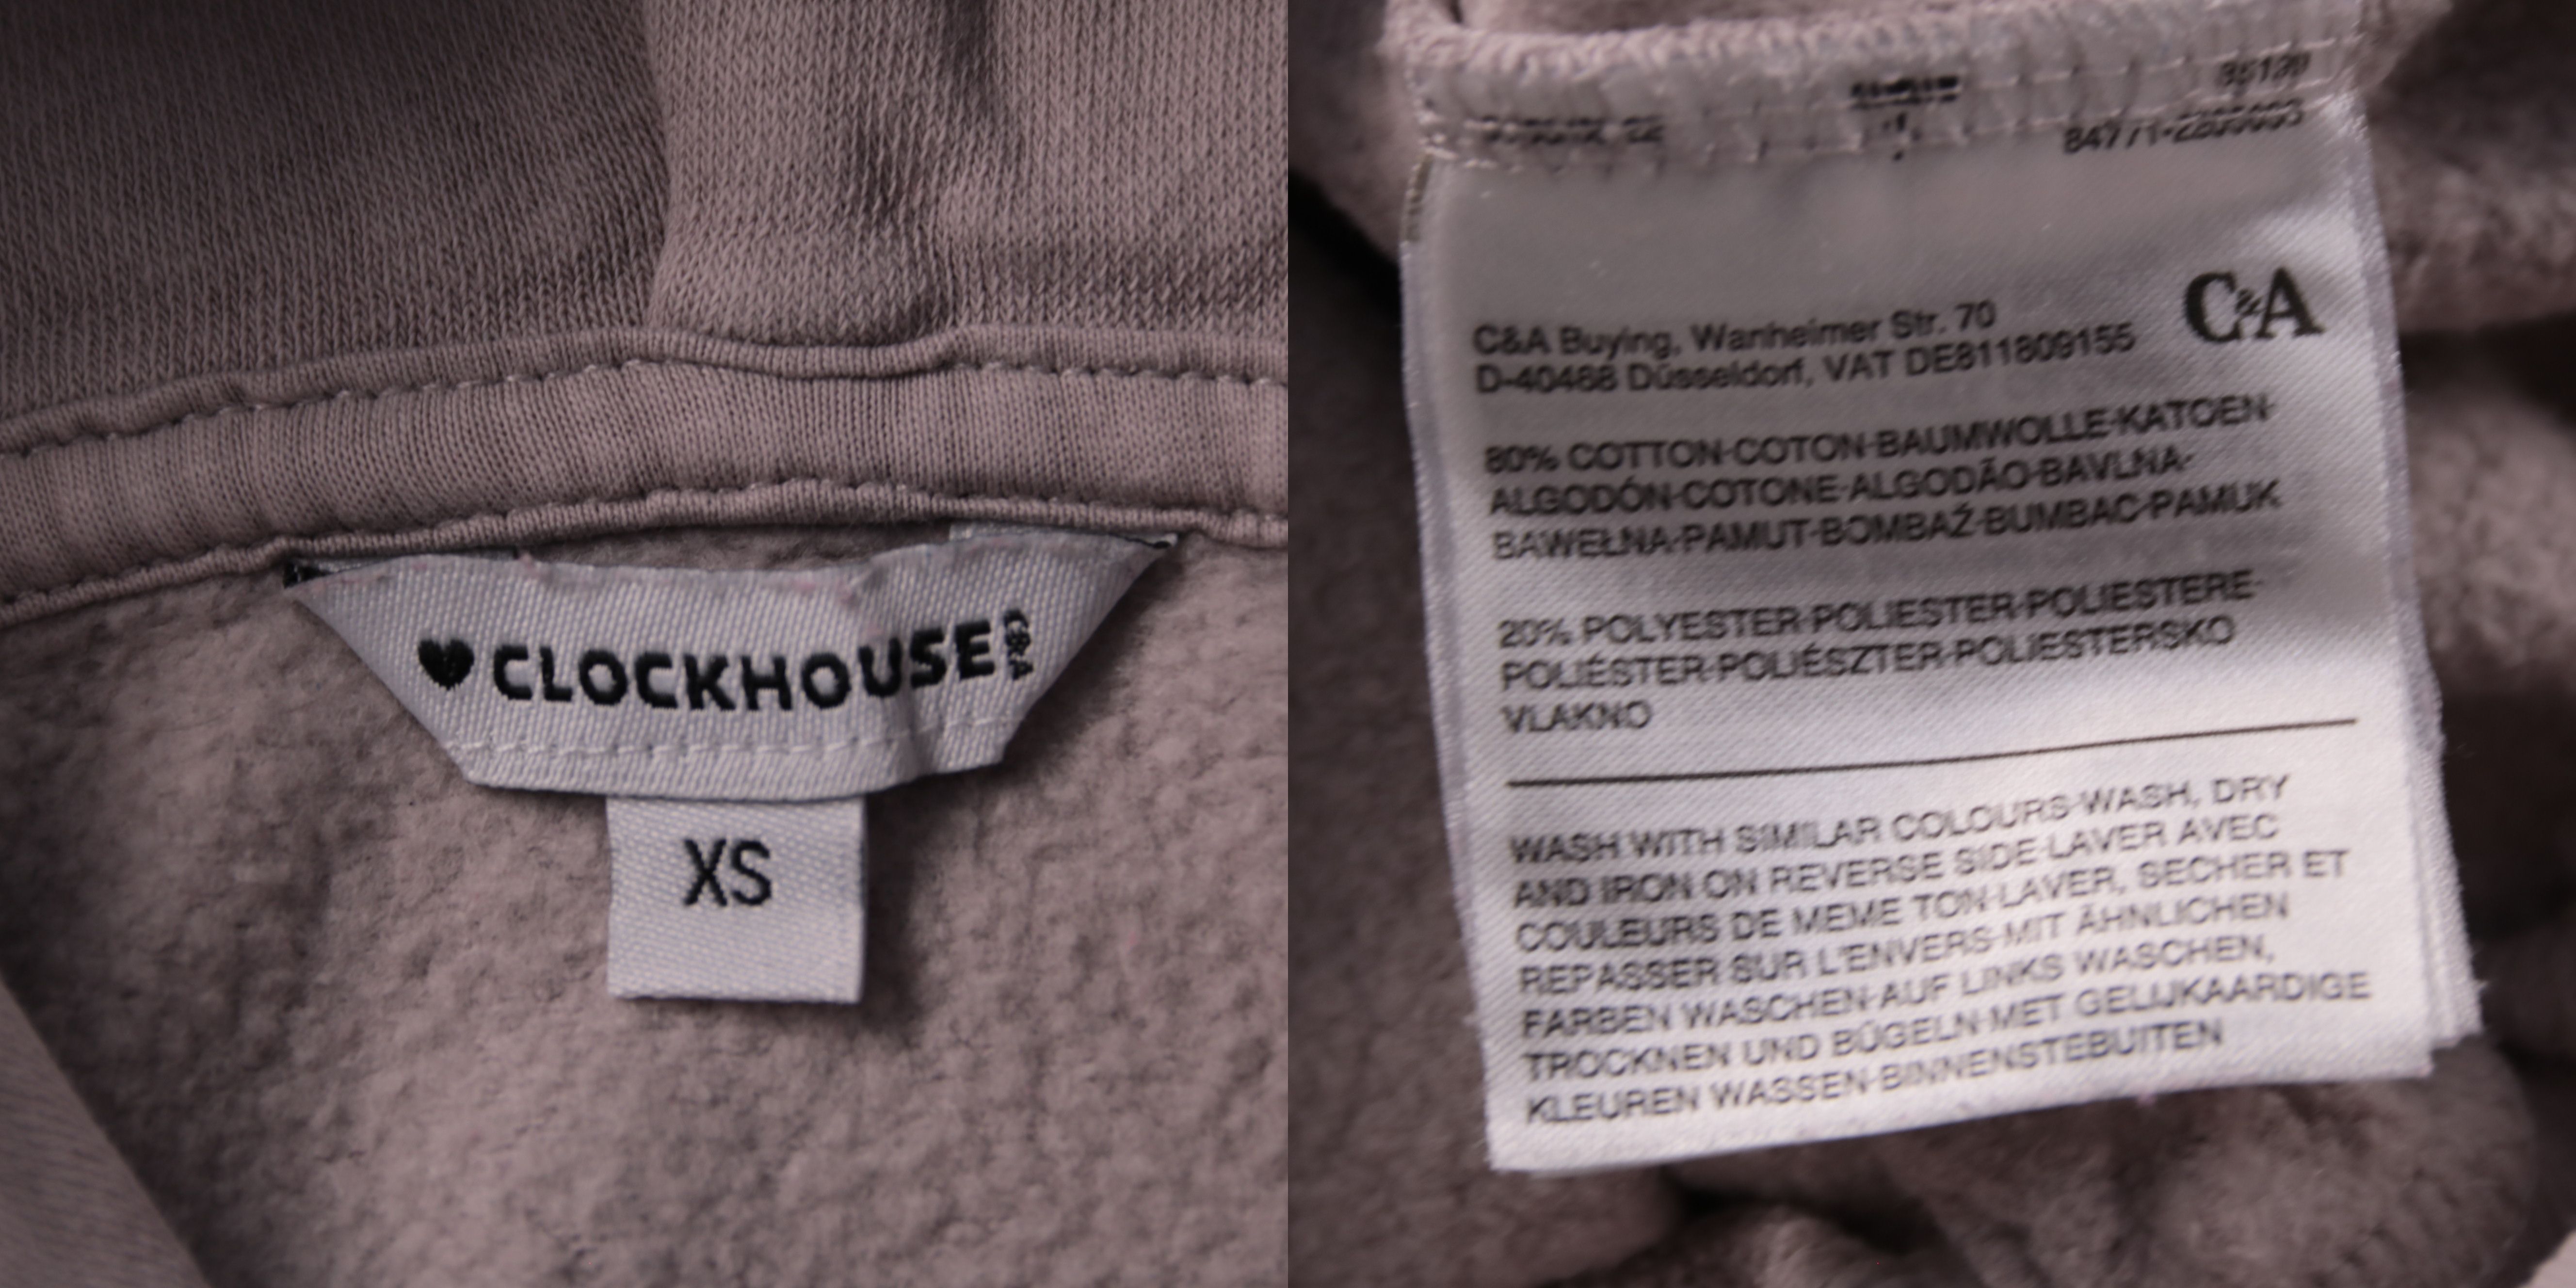 ♥ CLOCKHOUSE C&A
XS
C&A
C&A Buying, Wanheimer Str. 70
D-40468 Düsseldorf, VAT DE811809155
80% COTTON·COTON·BAUMWOLLE·KATOEN·
ALGODÓN·COTONE·ALGODÃO·BAVLNA·
BAWEŁNA·PAMUT·BOMBAŽ·BUMBAC·PAMUK
20% POLYESTER·POLIESTER·POLIESTERE·
POLIÉSTER·POLIÉSZTER·POLIESTERSKO
VLAKNO
WASH WITH SIMILAR COLOURS·WASH, DRY
AND IRON ON REVERSE SIDE·LAVER AVEC
COULEURS DE MEME TON·LAVER, SECHER ET
REPASSER SUR L'ENVERS·MIT ÄHNLICHEN
FARBEN WASCHEN·AUF LINKS WASCHEN,
TROCKNEN UND BÜGELN·MET GELIJKAARDIGE
KLEUREN WASSEN·BINNENSTEBUITEN